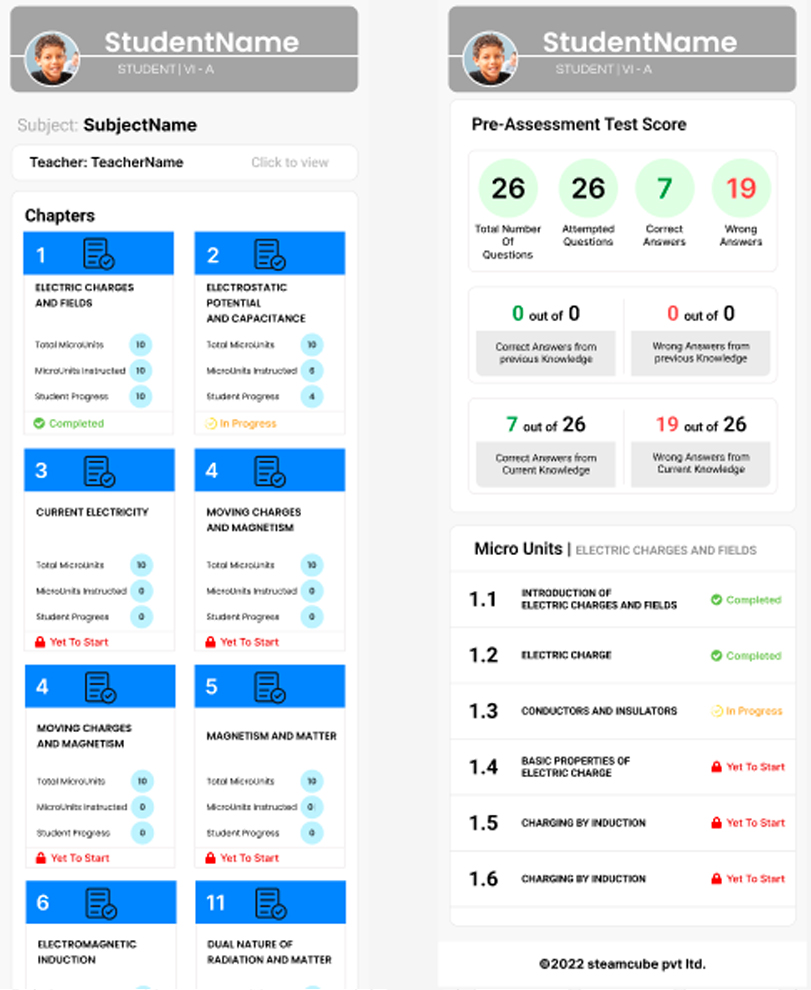 StudentName
STUDENT | VI - A
Subject: SubjectName
Teacher: TeacherName Click to view
Chapters
1
ELECTRIC CHARGES
AND FIELDS
Total MicroUnits 10
MicroUnits Instructed 10
Student Progress 10
Completed
2
ELECTROSTATIC
POTENTIAL
AND CAPACITANCE
Total MicroUnits 10
MicroUnits Instructed 6
Student Progress 4
In Progress
3
CURRENT ELECTRICITY
Total MicroUnits 10
MicroUnits Instructed 0
Student Progress 0
Yet To Start
4
MOVING CHARGES
AND MAGNETISM
Total MicroUnits 10
MicroUnits Instructed 0
Student Progress 0
Yet To Start
4
MOVING CHARGES
AND MAGNETISM
Total MicroUnits 10
MicroUnits Instructed 0
Student Progress 0
Yet To Start
5
MAGNETISM AND MATTER
Total MicroUnits 10
MicroUnits Instructed 0
Student Progress 0
Yet To Start
6
ELECTROMAGNETIC
INDUCTION
11
DUAL NATURE OF
RADIATION AND MATTER
StudentName
STUDENT | VI - A
Pre-Assessment Test Score
26
Total Number
Of
Questions
26
Attempted
Questions
7
Correct
Answers
19
Wrong
Answers
0 out of 0
Correct Answers from
previous Knowledge
0 out of 0
Wrong Answers from
previous Knowledge
7 out of 26
Correct Answers from
Current Knowledge
19 out of 26
Wrong Answers from
Current Knowledge
Micro Units | ELECTRIC CHARGES AND FIELDS
1.1 INTRODUCTION OF
ELECTRIC CHARGES AND FIELDS Completed
1.2 ELECTRIC CHARGE Completed
1.3 CONDUCTORS AND INSULATORS In Progress
1.4 BASIC PROPERTIES OF
ELECTRIC CHARGE Yet To Start
1.5 CHARGING BY INDUCTION Yet To Start
1.6 CHARGING BY INDUCTION Yet To Start
©2022 steamcube pvt ltd.